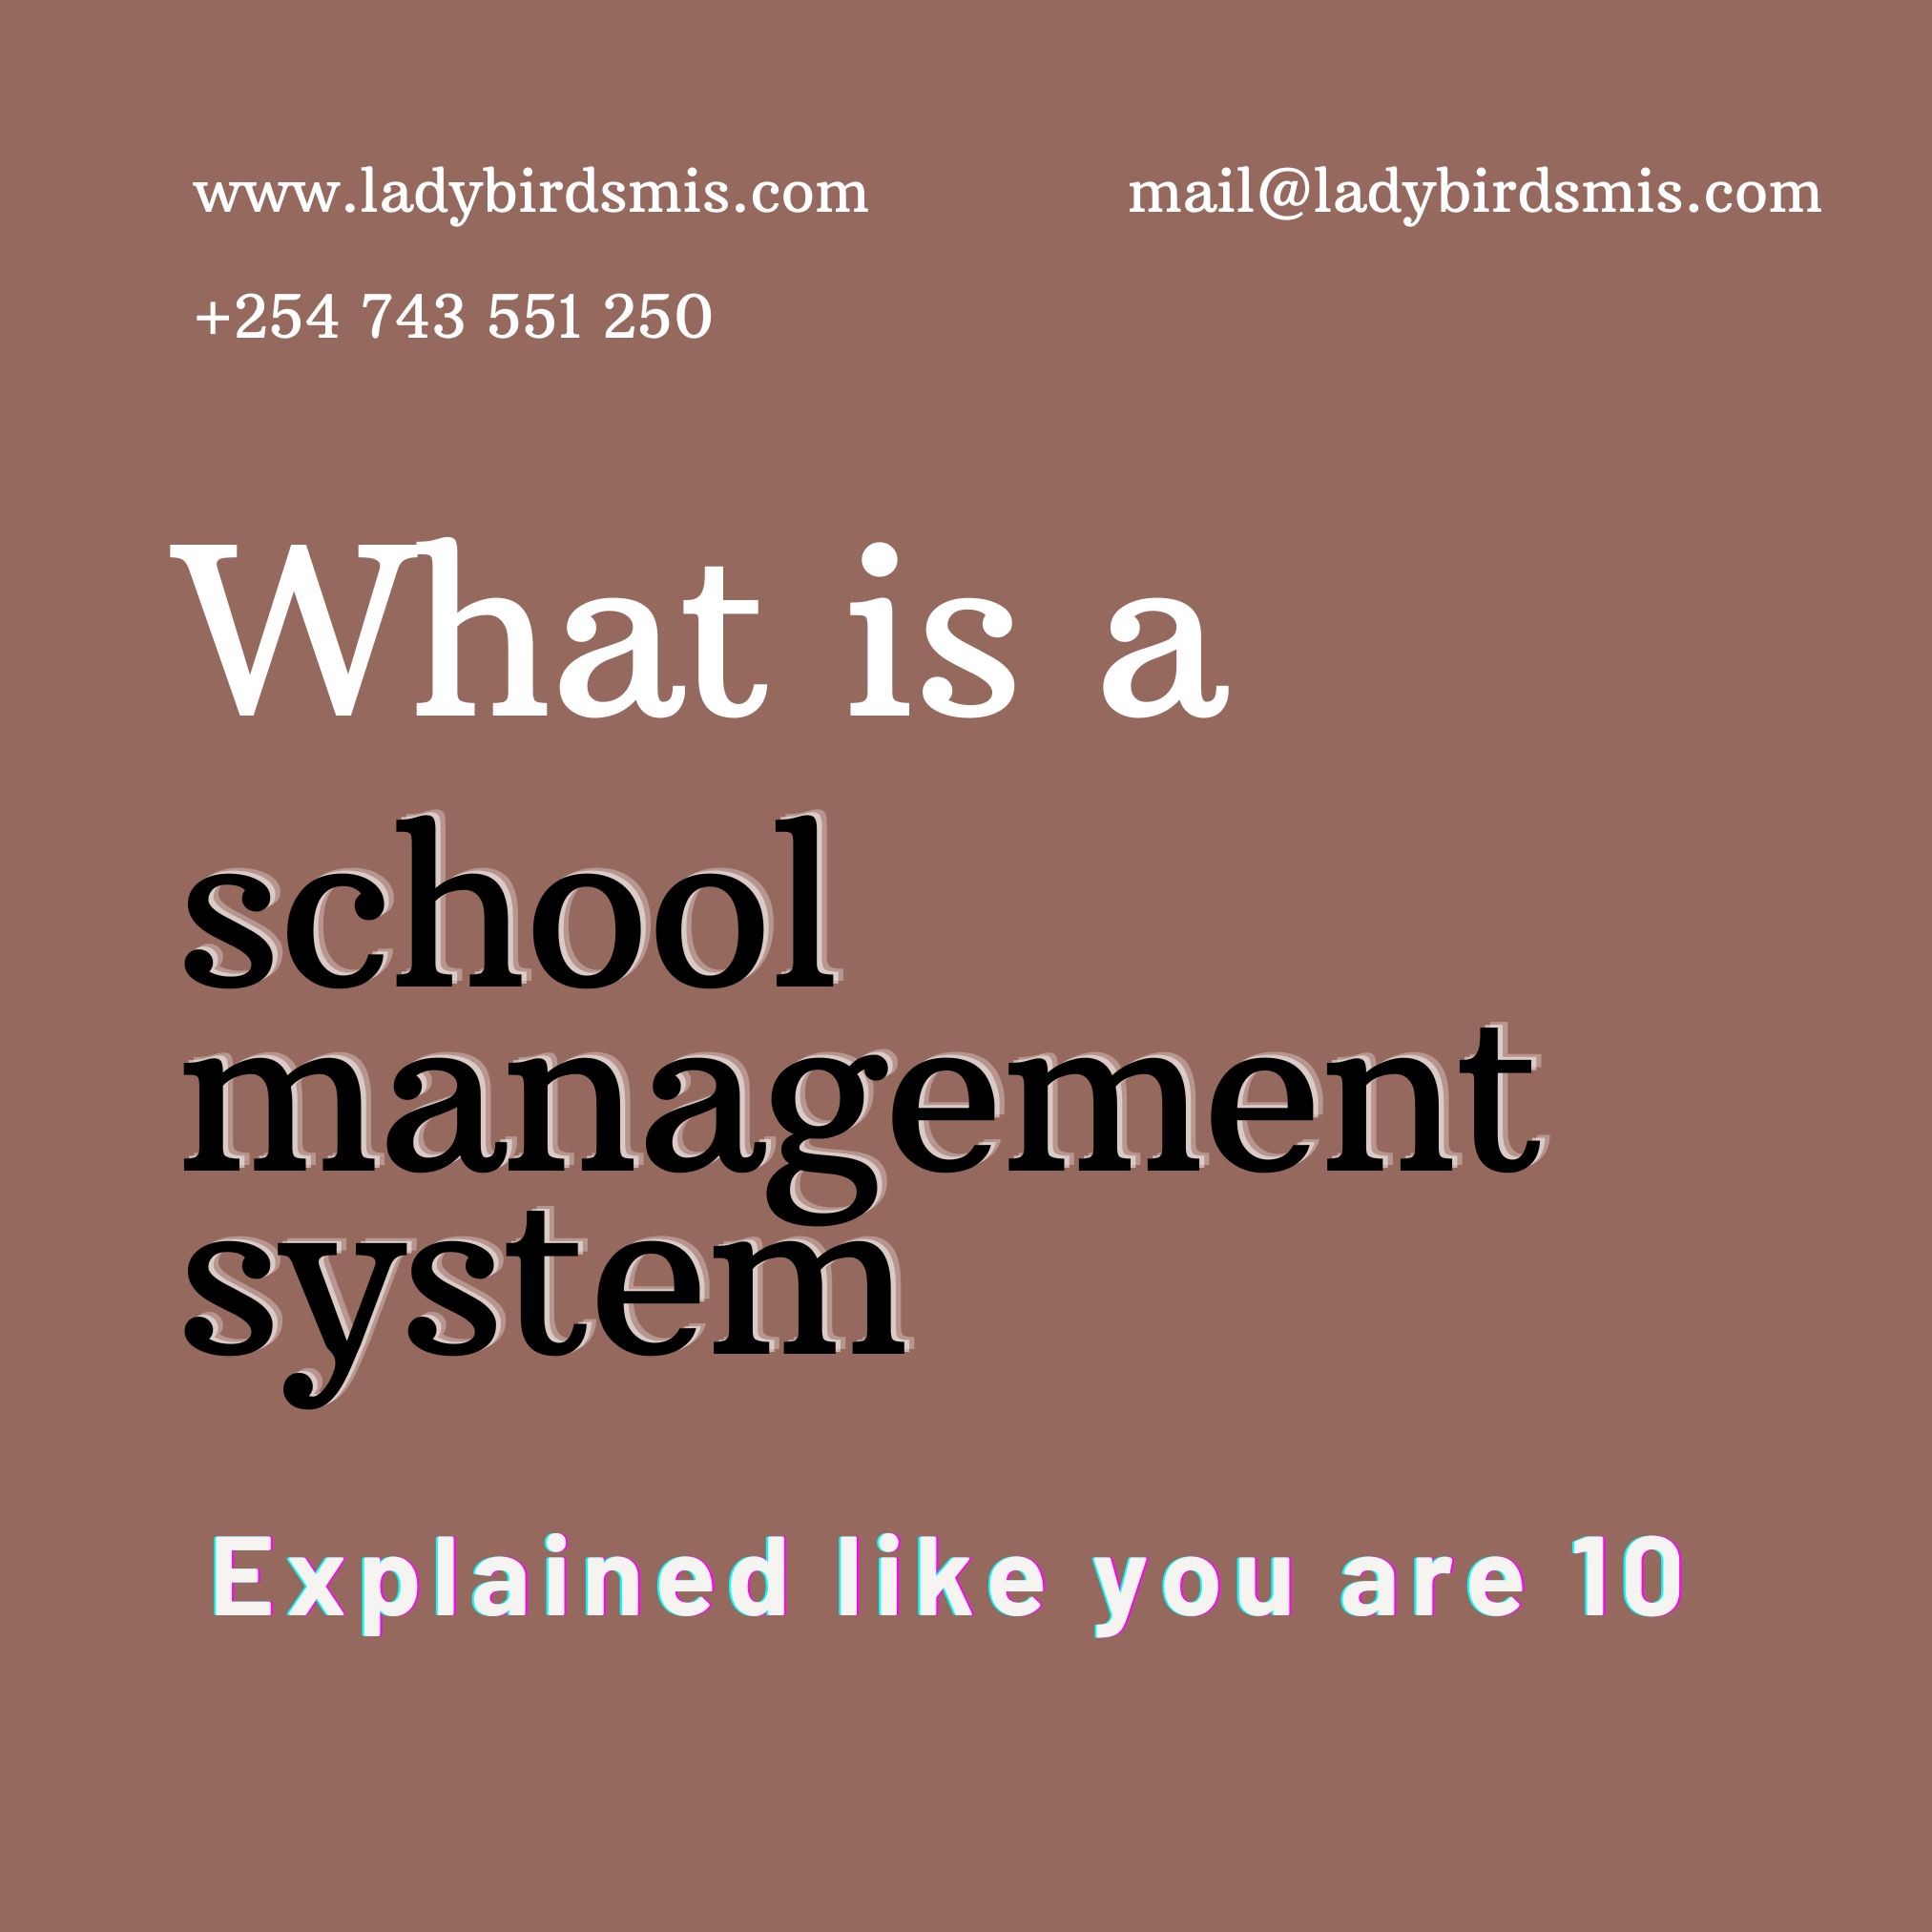 www.ladybirdsmis.com
mail@ladybirdsmis.com
+254 743 551 250
What is a
school
management
system
Explained like you are 10